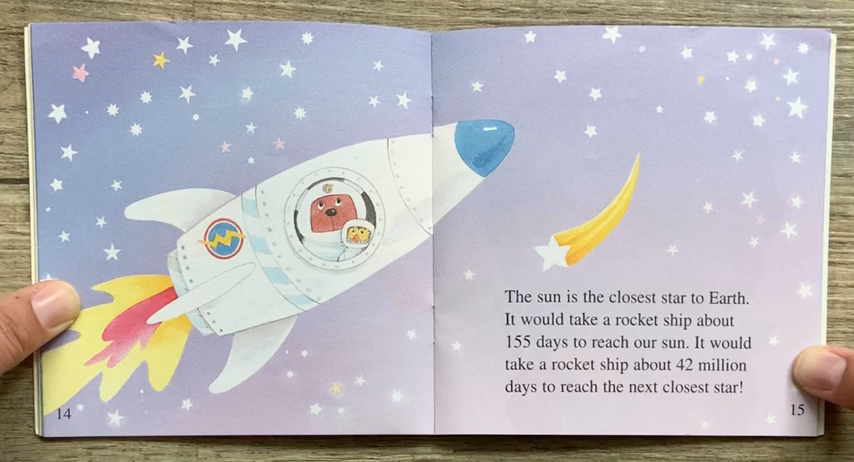 14
The sun is the closest star to Earth.
It would take a rocket ship about
155 days to reach our sun. It would
take a rocket ship about 42 million
days to reach the next closest star!
15